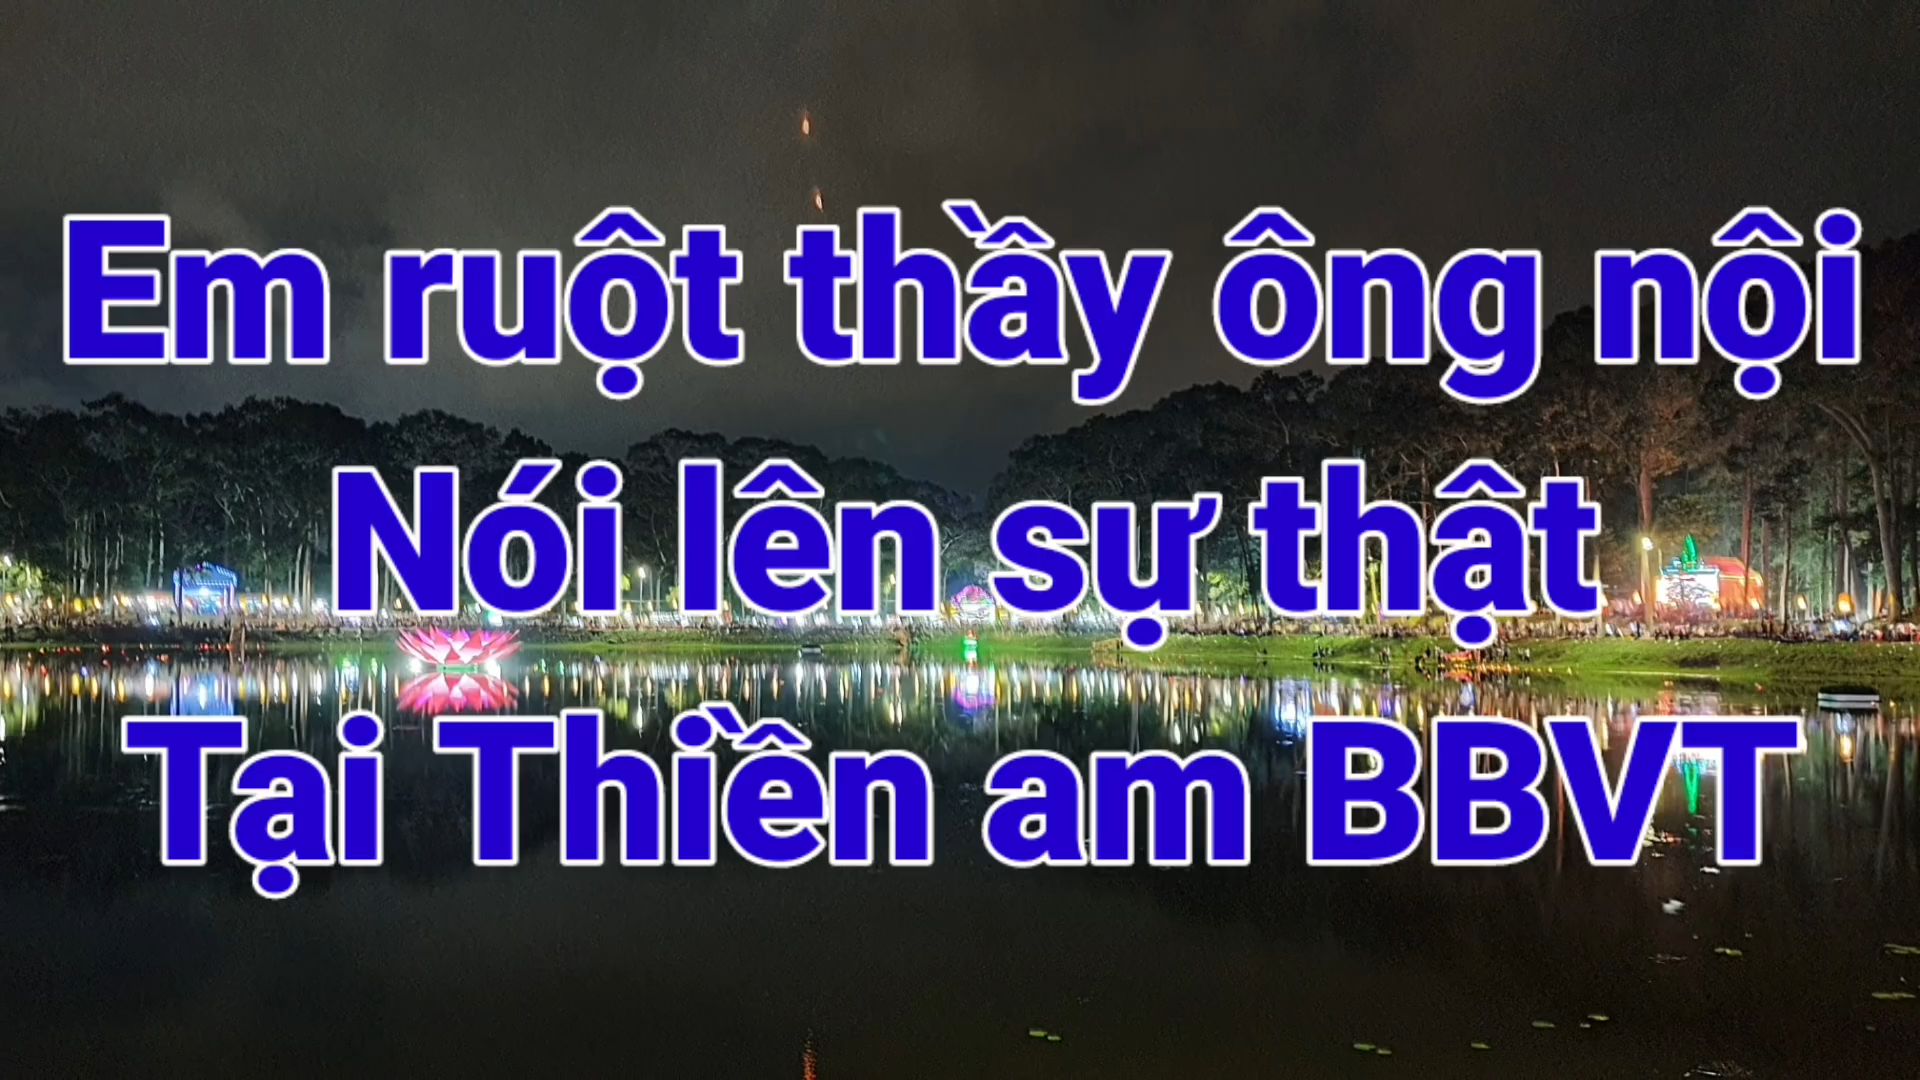 Em ruột thầy ông nội
Nói lên sự thật
Tại Thiền am BBVT